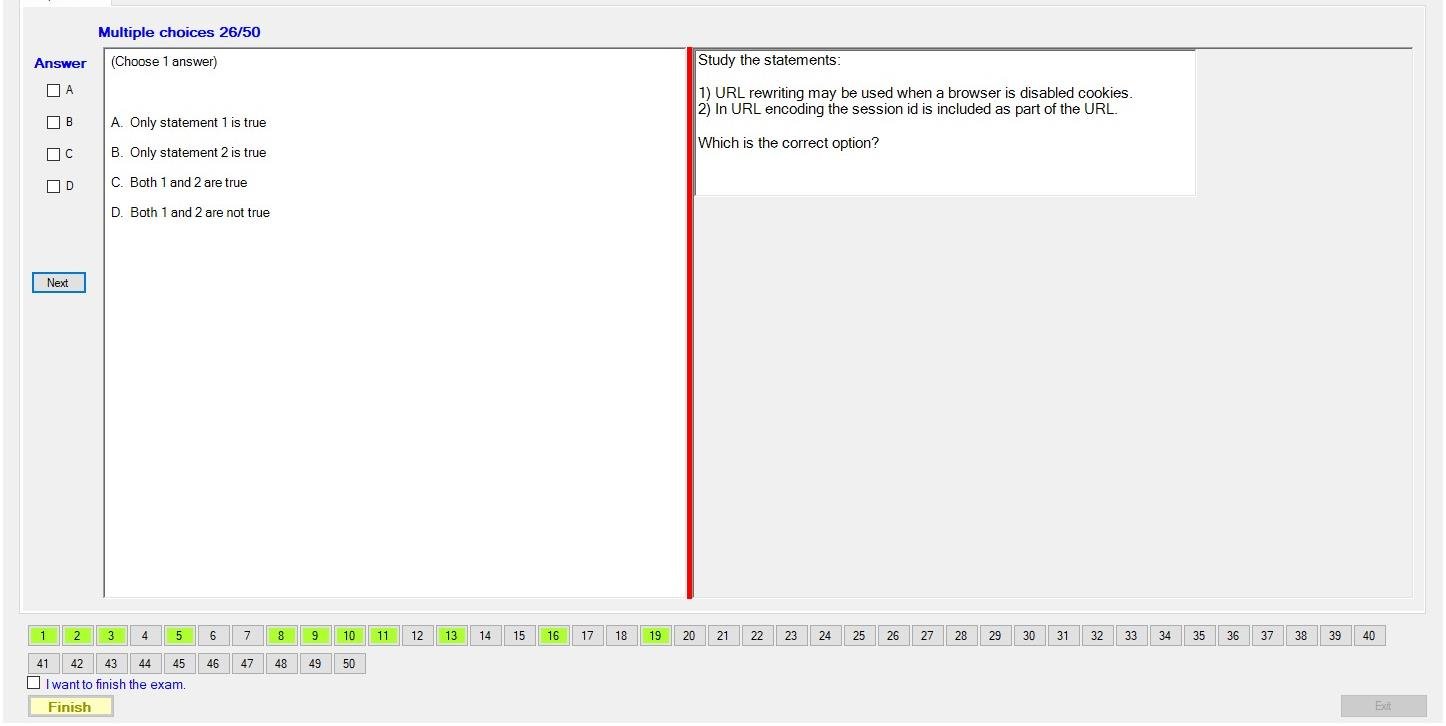 Multiple choices 26/50
Answer
A
B
C
D
Next
(Choose 1 answer)
A. Only statement 1 is true
B. Only statement 2 is true
C. Both 1 and 2 are true
D. Both 1 and 2 are not true
Study the statements:
1) URL rewriting may be used when a browser is disabled cookies.
2) In URL encoding the session id is included as part of the URL.
Which is the correct option?
1 2 3 4 5 6 7 8 9 10 11 12 13 14 15 16 17 18 19 20 21 22 23 24 25 26 27 28 29 30 31 32 33 34 35 36 37 38 39 40
41 42 43 44 45 46 47 48 49 50
I want to finish the exam.
Finish
Exit